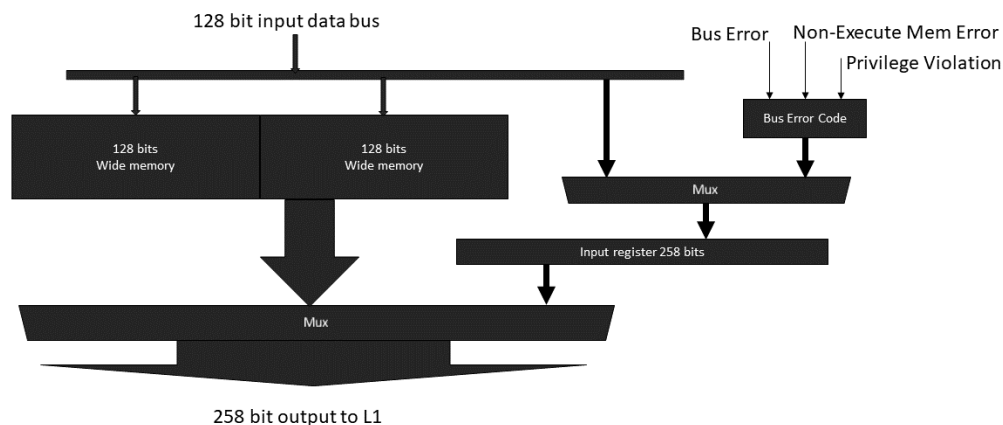 128 bit input data bus
Bus Error
Non-Execute Mem Error
Privilege Violation
Bus Error Code
128 bits
Wide memory
128 bits
Wide memory
Mux
Input register 258 bits
Mux
258 bit output to L1